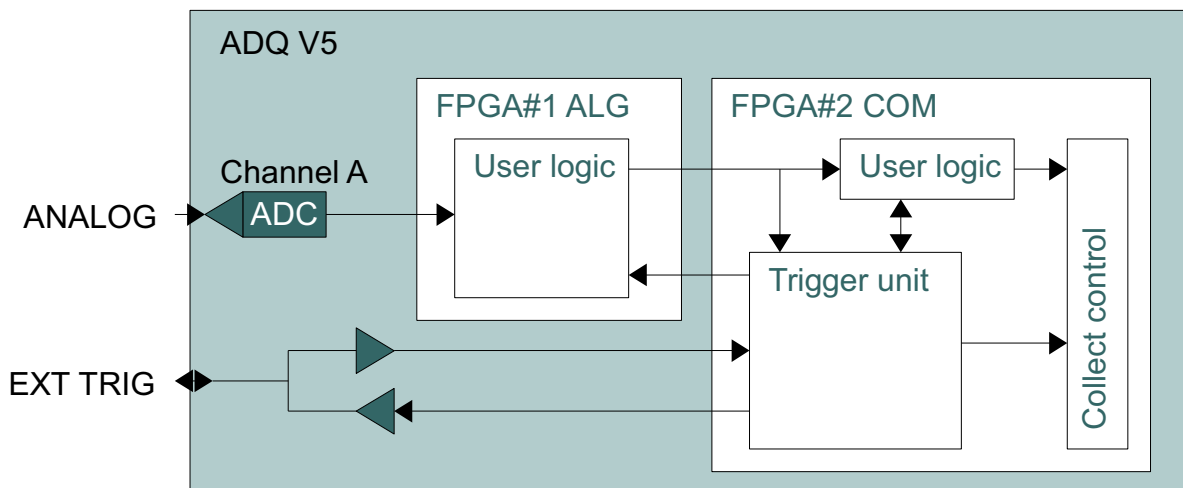 ADQ V5
FPGA#1 ALG
FPGA#2 COM
User logic
User logic
Channel A
ANALOG
ADC
Trigger unit
Collect control
EXT TRIG